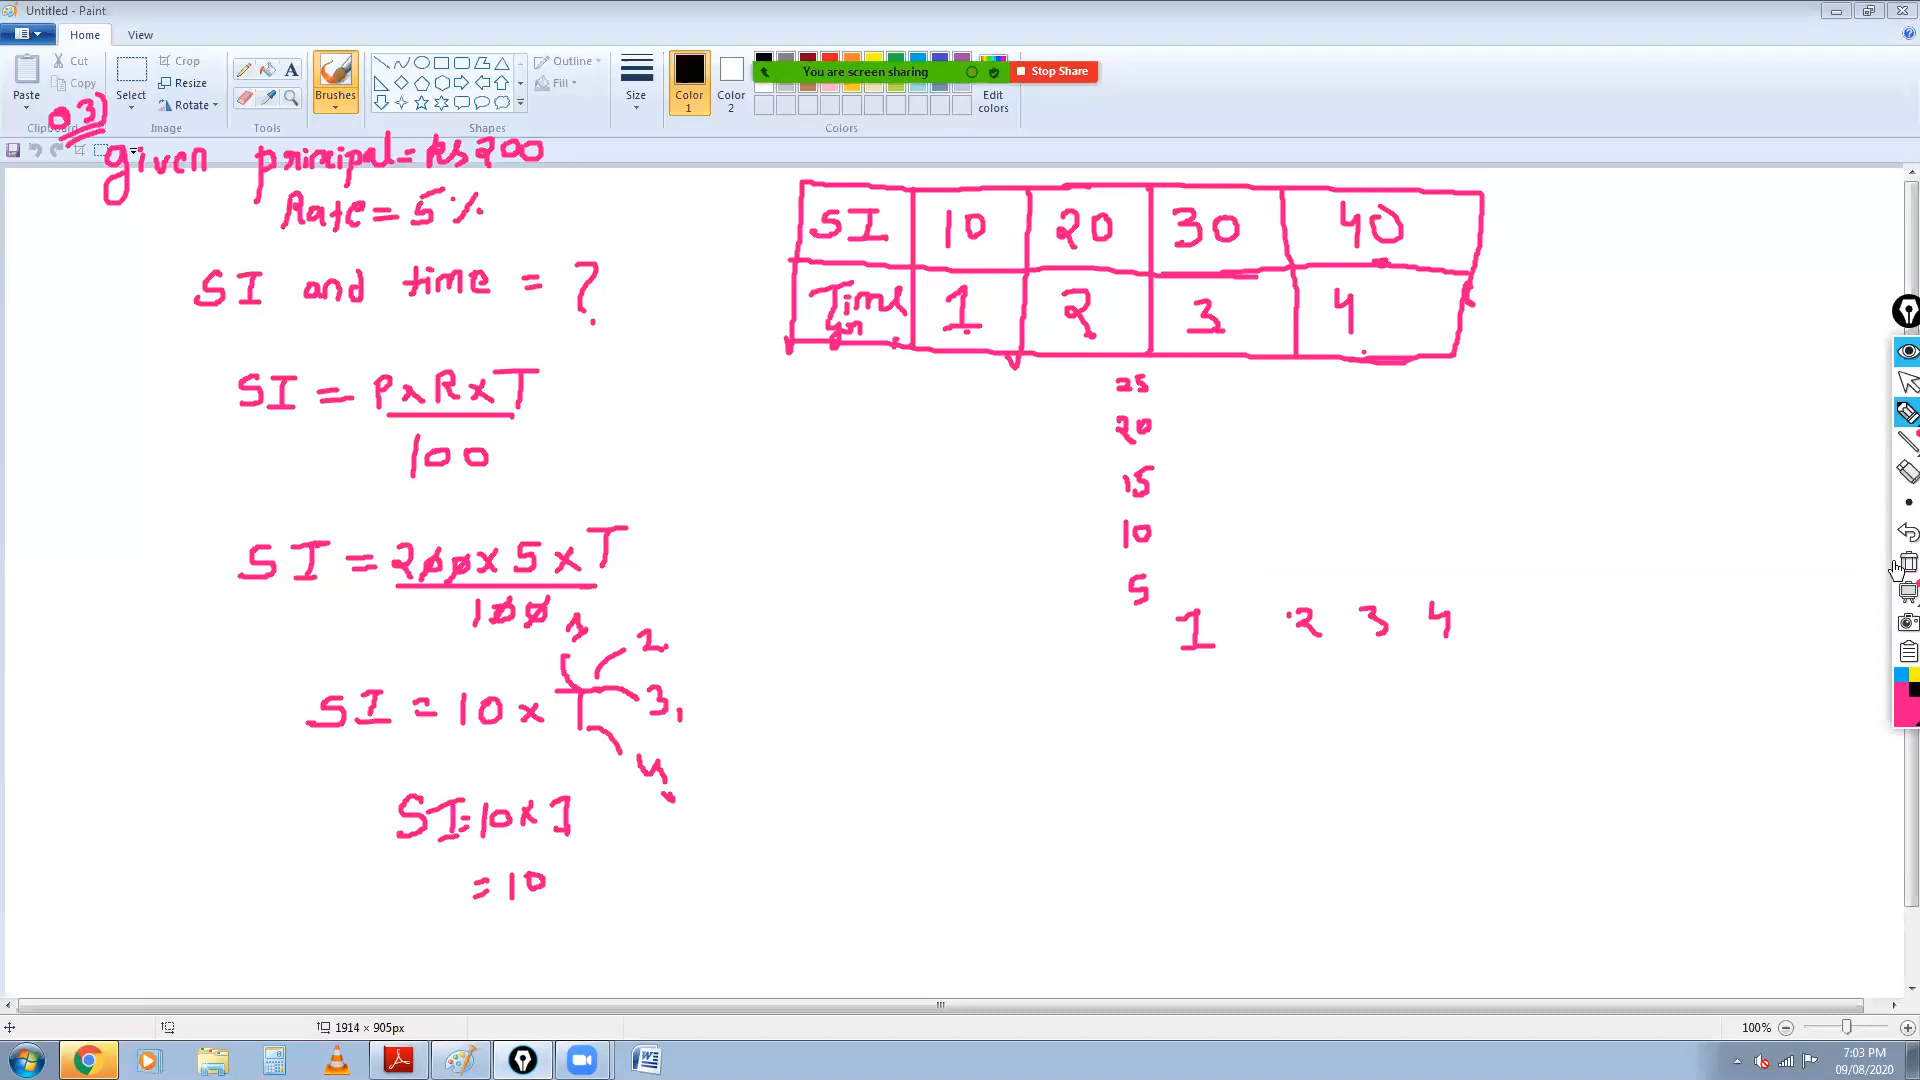 Untitled - Paint
Home View
Paste
Cut
Copy
Clipb
Select
Crop
Resize
Rotate
Image
Tools
Brushes
Shapes
Outline
Fill
Size
Color 1
Color 2
Edit colors
Colors
You are screen sharing
Stop Share
Q3)
given principal = Rs 200
Rate = 5%
SI and time = ?
SI = P x R x T
100
SI = 200 x 5 x T
100
SI = 10 x T
1
2
3,
4
SI = 10 x 1
= 10
SI 10 20 30 40
Time 1 2 3 4
yr
25
20
15
10
5
1 2 3 4
1914 × 905px
100%
7:03 PM
09/08/2020